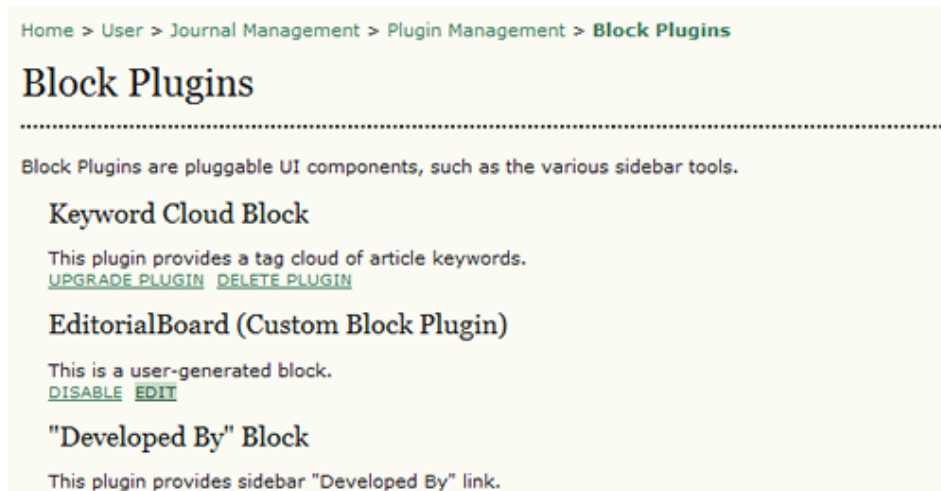 Home > User > Journal Management > Plugin Management > Block Plugins
Block Plugins
Block Plugins are pluggable UI components, such as the various sidebar tools.
Keyword Cloud Block
This plugin provides a tag cloud of article keywords.
UPGRADE PLUGIN DELETE PLUGIN
EditorialBoard (Custom Block Plugin)
This is a user-generated block.
DISABLE EDIT
"Developed By" Block
This plugin provides sidebar "Developed By" link.